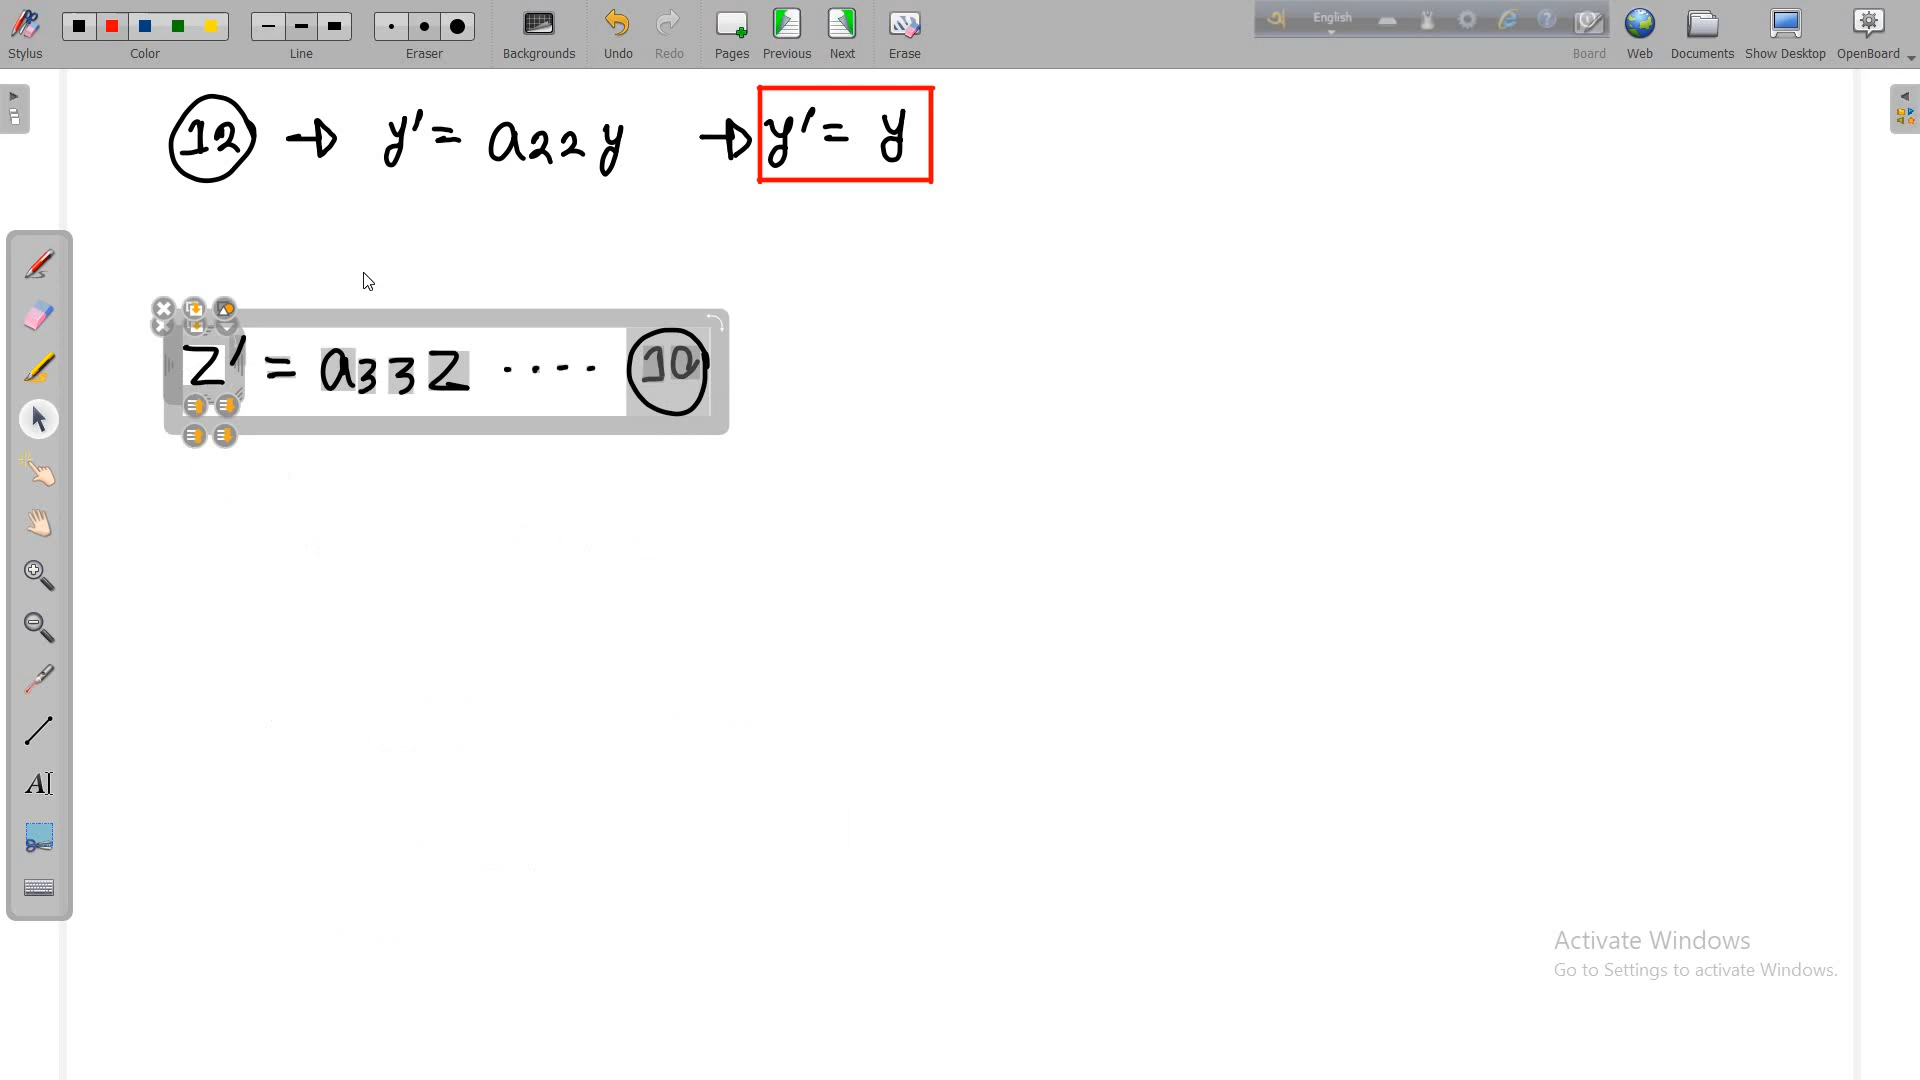 Stylus Color Line Eraser Backgrounds Undo Redo Pages Previous Next Erase English Board Web Documents Show Desktop OpenBoard
12 → y' = a22 y → y' = y
z' = a33 z .... 10
Activate Windows
Go to Settings to activate Windows.